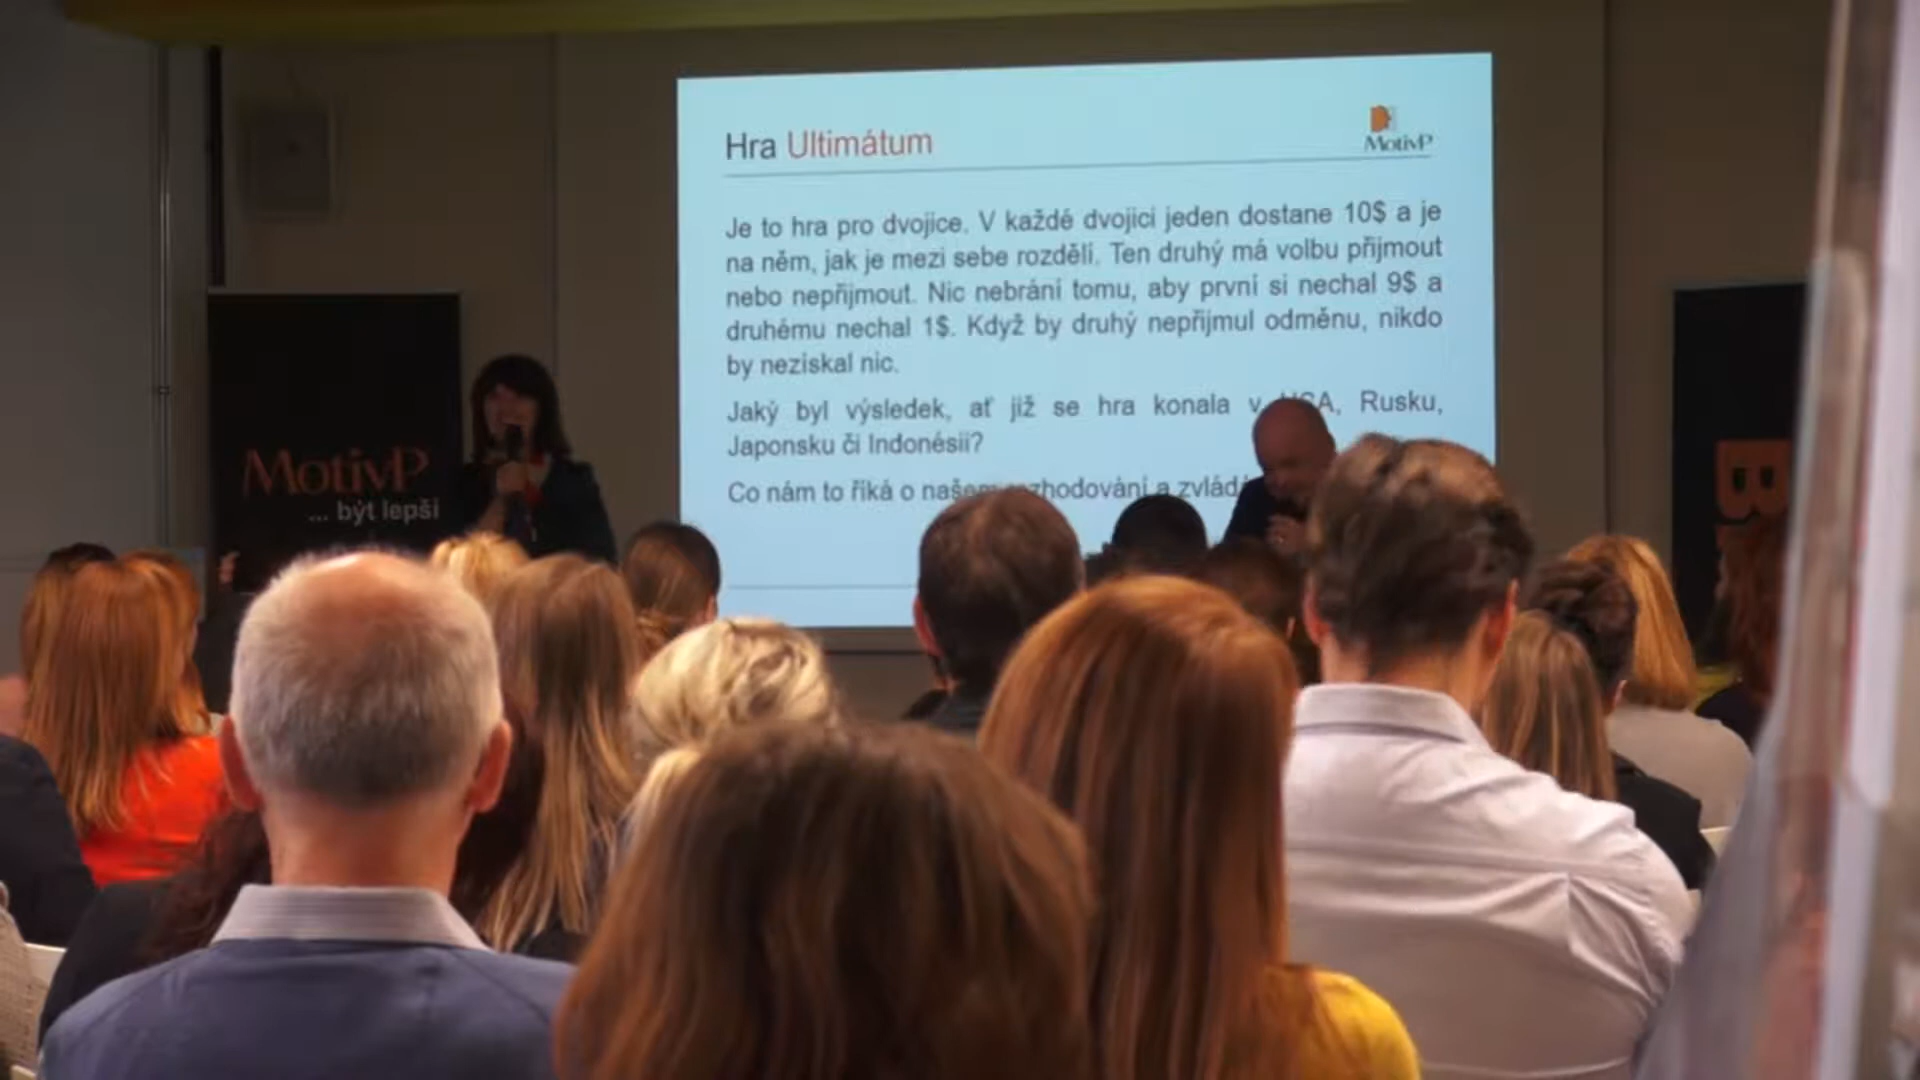 Hra Ultimátum
MotivP
Je to hra pro dvojice. V každé dvojici jeden dostane 10$ a je
na něm, jak je mezi sebe rozdělí. Ten druhý má volbu přijmout
nebo nepřijmout. Nic nebrání tomu, aby první si nechal 9$ a
druhému nechal 1$. Když by druhý nepřijmul odměnu, nikdo
by nezískal nic.
Jaký byl výsledek, ať již se hra konala v USA, Rusku,
Japonsku či Indonésii?
Co nám to říká o našem rozhodování a
MotivP
... být lepší